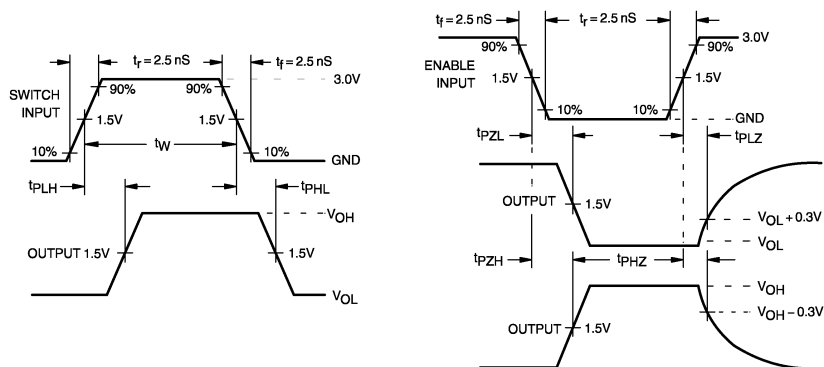 tr = 2.5 nS
tf = 2.5 nS
SWITCH
INPUT
90%
90%
3.0V
1.5V
1.5V
10%
tW
10%
GND
tPLH
tPHL
VOH
OUTPUT 1.5V
1.5V
VOL
tf = 2.5 nS
tr = 2.5 nS
3.0V
90%
90%
ENABLE
INPUT
1.5V
1.5V
10%
10%
GND
tPZL
tPLZ
OUTPUT
1.5V
VOL + 0.3V
VOL
tPZH
tPHZ
VOH
VOH – 0.3V
OUTPUT
1.5V